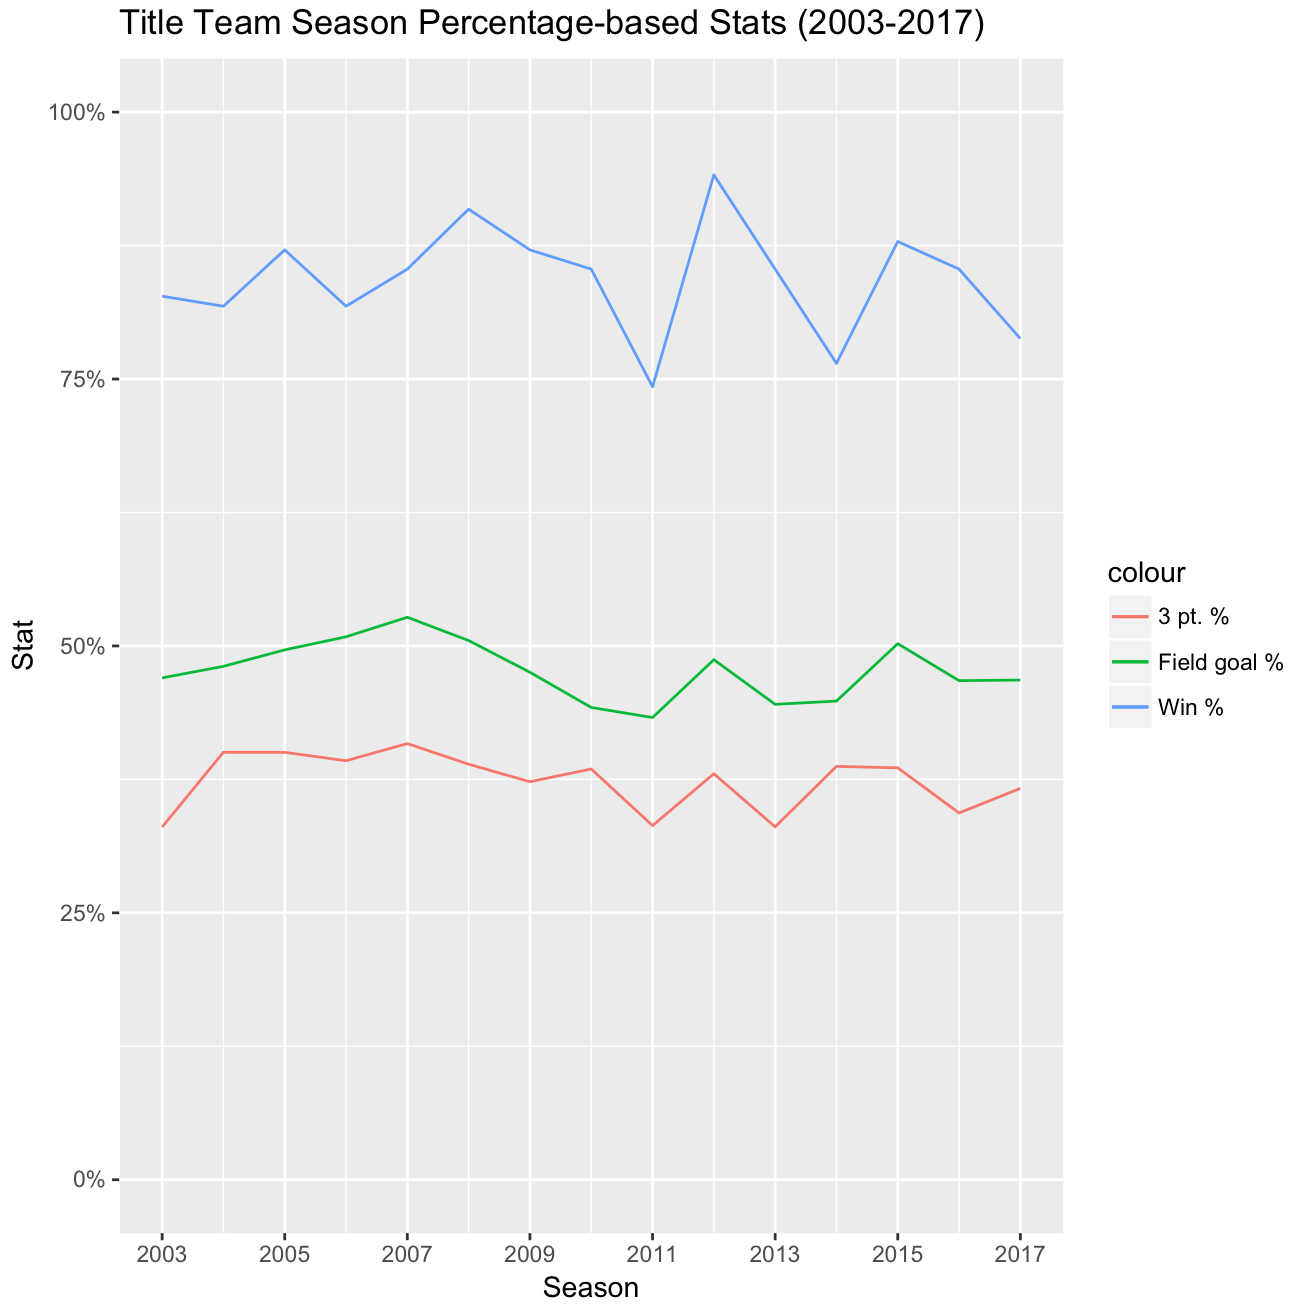 Title Team Season Percentage-based Stats (2003-2017)
100%
75%
50%
25%
0%
Stat
2003 2005 2007 2009 2011 2013 2015 2017
Season
colour
3 pt. %
Field goal %
Win %